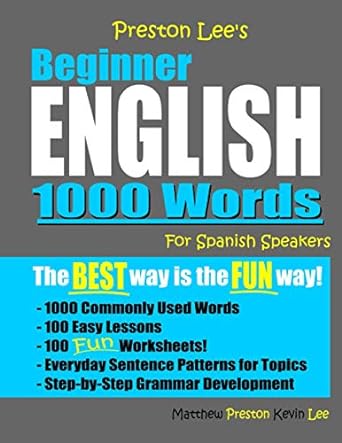 Preston Lee's
Beginner
ENGLISH
1000 Words
For Spanish Speakers
The BEST way is the FUN way!
- 1000 Commonly Used Words
- 100 Easy Lessons
- 100 Fun Worksheets!
- Everyday Sentence Patterns for Topics
- Step-by-Step Grammar Development
Matthew Preston Kevin Lee